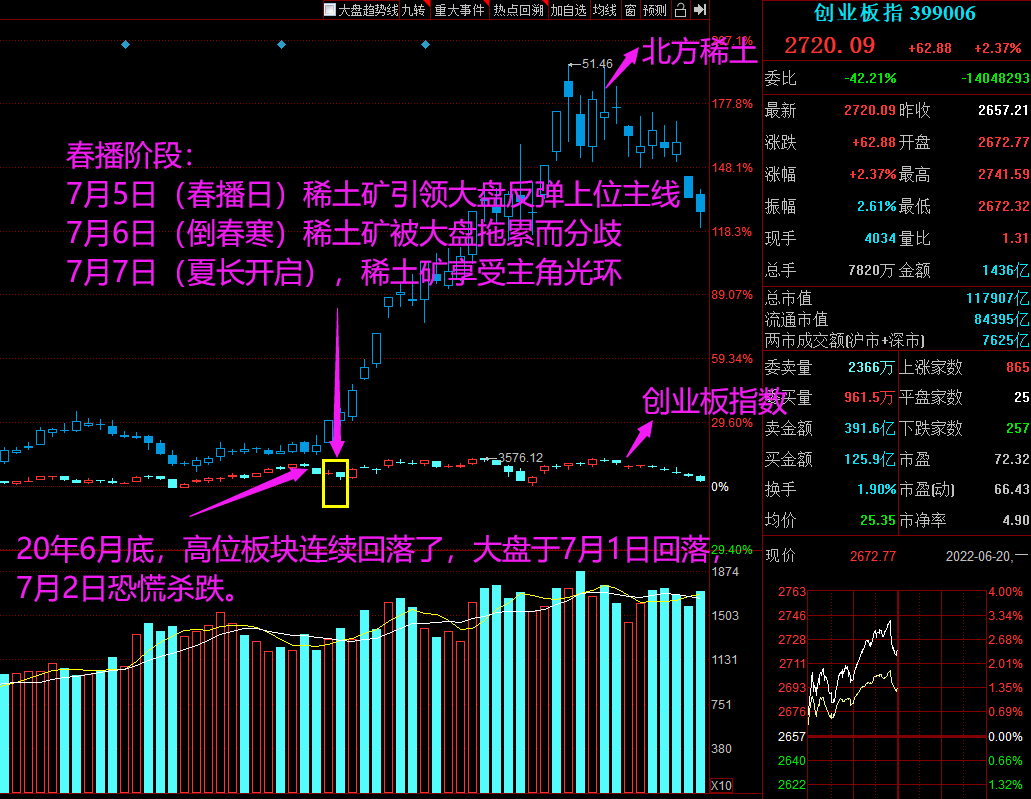 大盘趋势线 九转 重大事件 热点回溯 加自选 均线 窗 预测
创业板指 399006
2720.09 +62.88 +2.37%
委比 -42.21% -14048293
最新 2720.09 昨收 2657.21
涨跌 +62.88 开盘 2672.77
涨幅 +2.37% 最高 2741.59
振幅 2.61% 最低 2672.32
现手 4034 量比 1.31
总手 7820万 金额 1436亿
总市值 117907亿
流通市值 84395亿
两市成交额(沪市+深市) 7625亿
委卖量 2366万 上涨家数 865
委买量 961.5万 平盘家数 25
卖金额 391.6亿 下跌家数 257
买金额 125.9亿 市盈 72.32
换手 1.90% 市盈(动) 66.43
均价 25.35 市净率 4.90
现价 2672.77 2022-06-20,一
北方稀土
51.46
177.8%
148.1%
118.3%
89.07%
59.34%
29.60%
0%
-29.40%
春播阶段：
7月5日（春播日）稀土矿引领大盘反弹上位主线
7月6日（倒春寒）稀土矿被大盘拖累而分歧
7月7日（夏长开启），稀土矿享受主角光环
创业板指数
3576.12
20年6月底，高位板块连续回落了，大盘于7月1日回落，
7月2日恐慌杀跌。
1874
1503
1131
751
380
X10
2763 4.00%
2746 3.34%
2728 2.68%
2711 2.01%
2693 1.35%
2676 0.69%
2657 0.00%
2640 0.66%
2622 1.32%